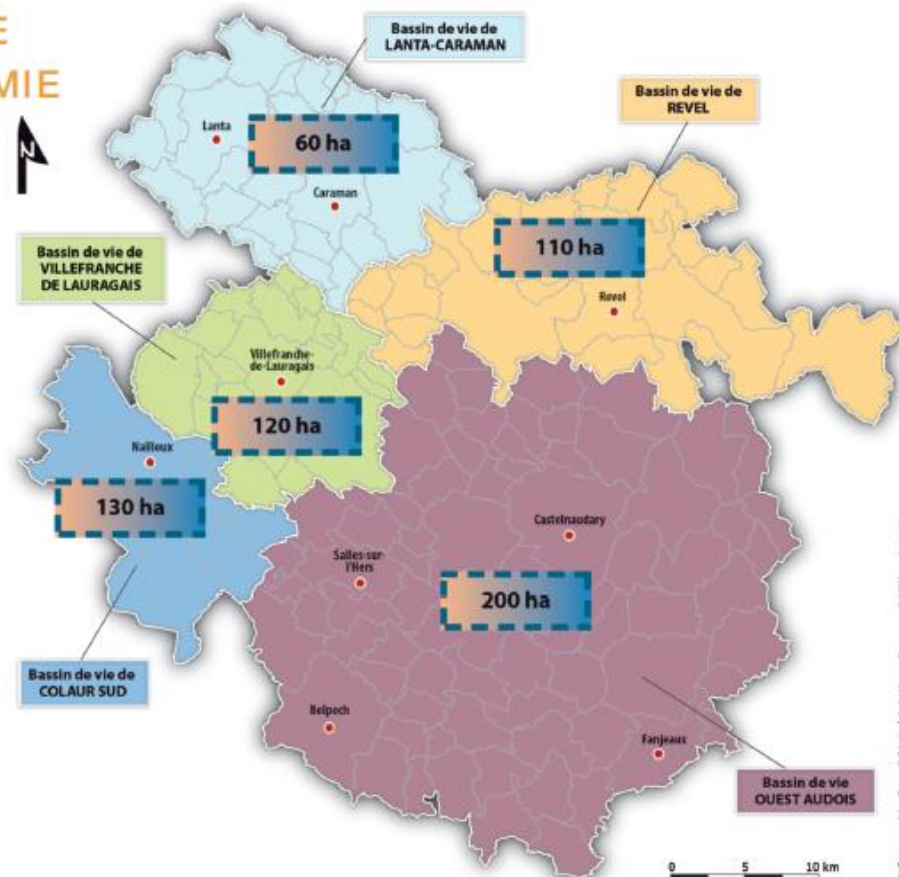 E
MIE
N
Bassin de vie de
LANTA-CARAMAN
Bassin de vie de
REVEL
Lanta
60 ha
Caraman
110 ha
Revel
Bassin de vie de
VILLEFRANCHE
DE LAURAGAIS
Villefranche-
de-Lauragais
120 ha
Nailloux
130 ha
Castelnaudary
Salles-sur-
l'Hers
200 ha
Bassin de vie de
COLAUR SUD
Belpech
Fanjeaux
Bassin de vie
OUEST AUDOIS
0 5 10 km